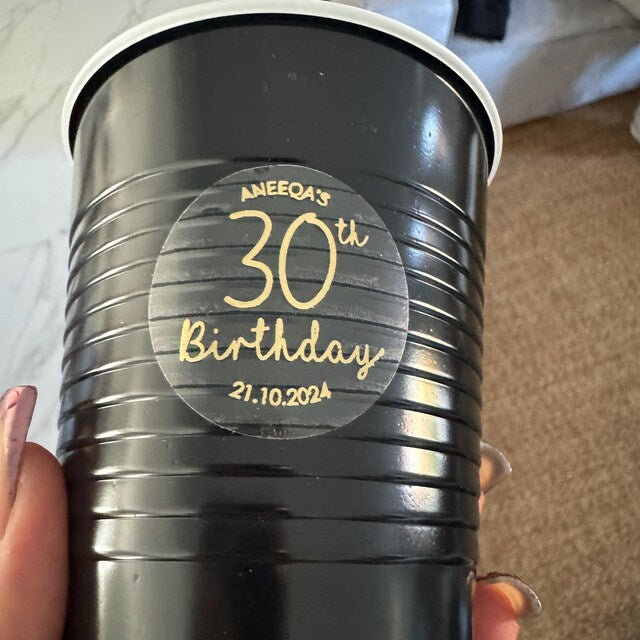 ANEEQA'S
30th
Birthday
21.10.2024